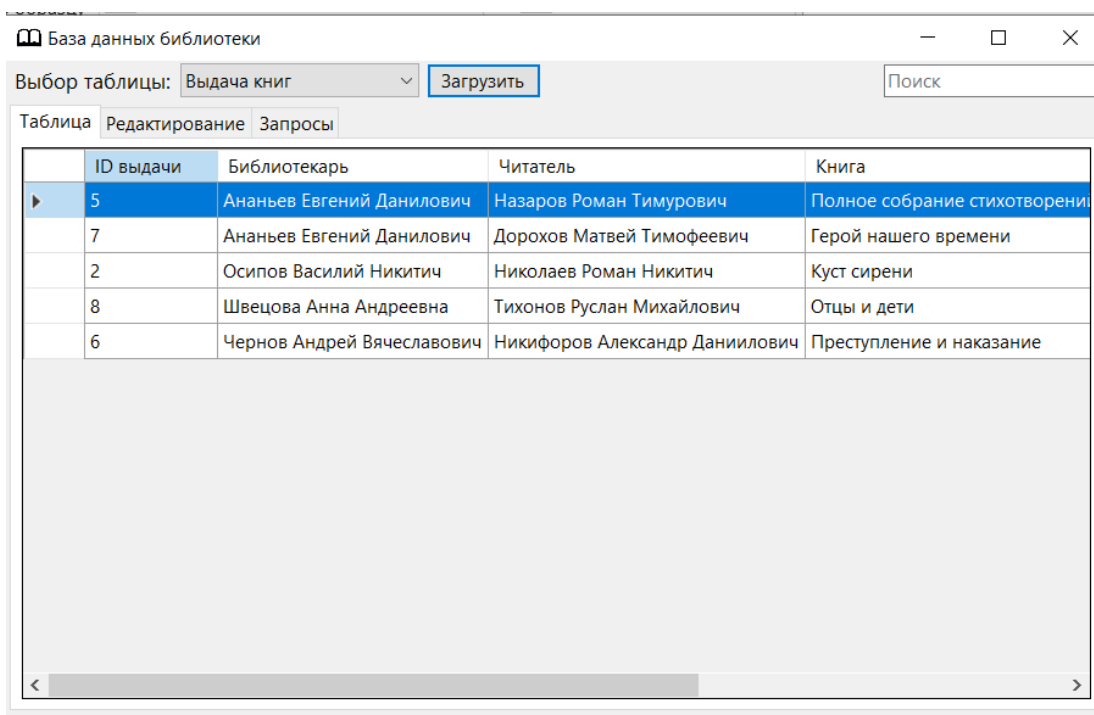 База данных библиотеки
Выбор таблицы: Выдача книг Загрузить Поиск
Таблица Редактирование Запросы
ID выдачи Библиотекарь Читатель Книга
5 Ананьев Евгений Данилович Назаров Роман Тимурович Полное собрание
7 Ананьев Евгений Данилович Дорохов Матвей Тимофеевич Герой нашего времени
2 Осипов Василий Никитич Николаев Роман Никитич Куст сирени
8 Швецова Анна Андреевна Тихонов Руслан Михайлович Отцы и дети
6 Чернов Андрей Вячеславович Никифоров Александр Даниилович Преступление и наказание